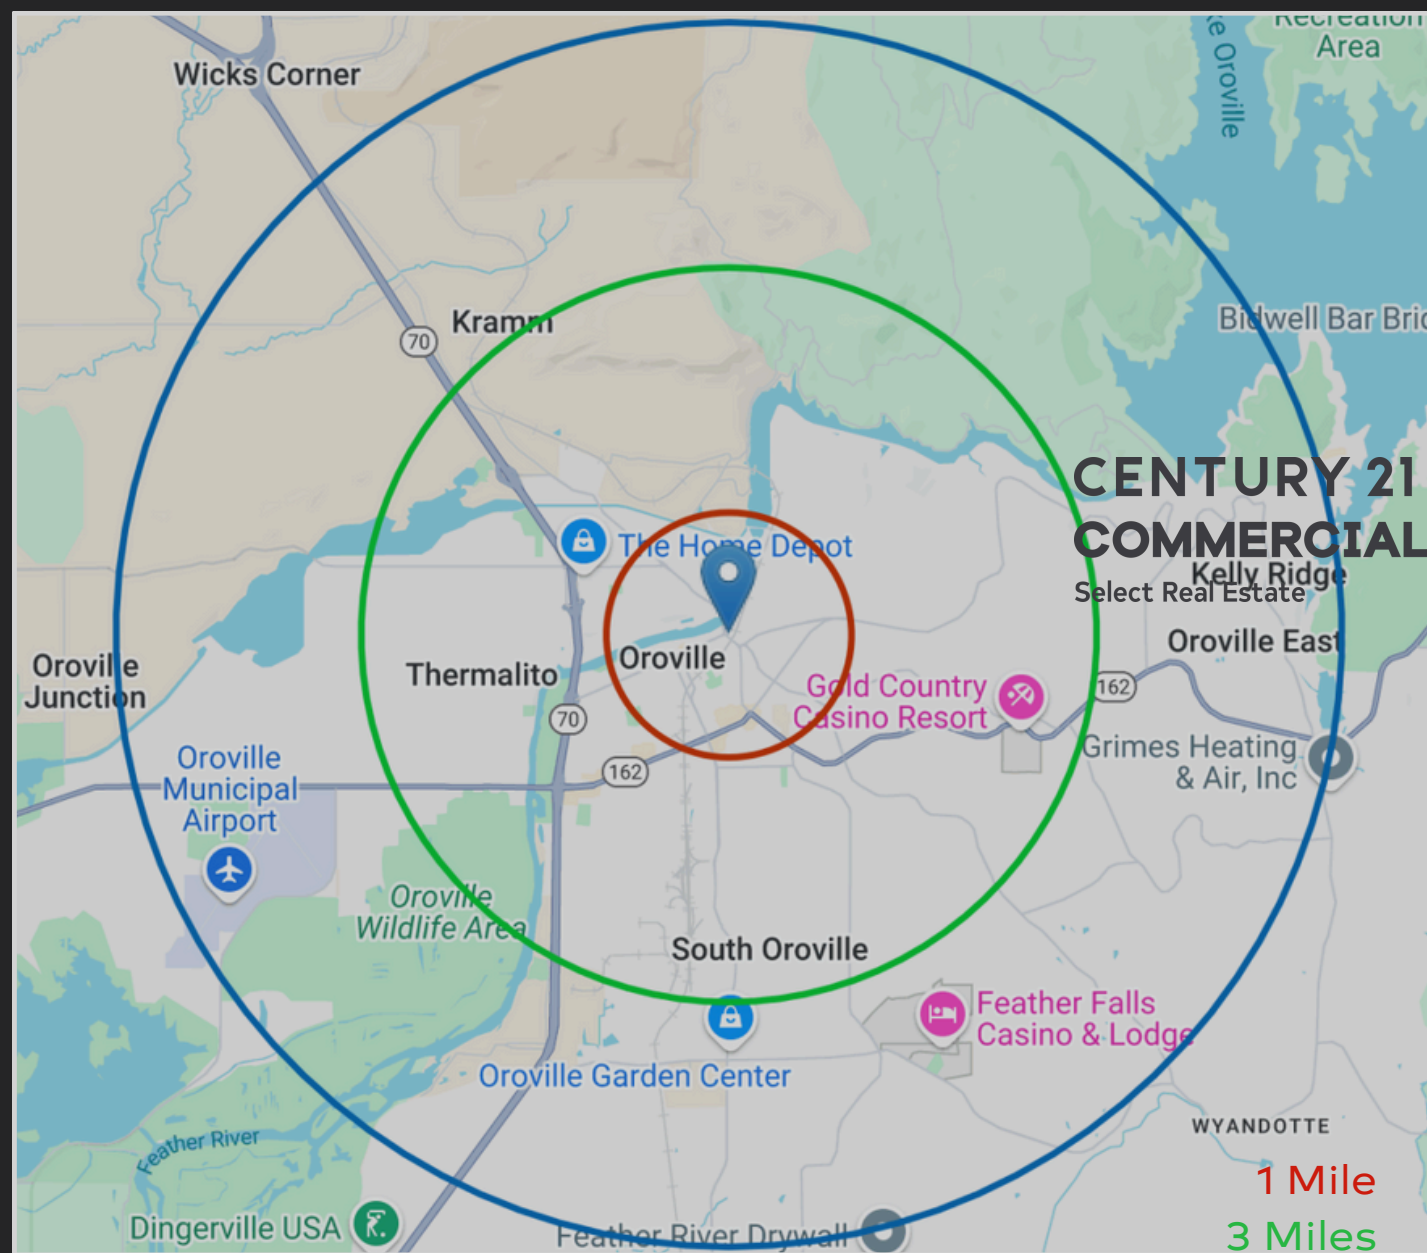 Recreation
Area
Wicks Corner
Oroville
Kramm
70
Bidwell Bar
CENTURY 21
COMMERCIAL
Select Real Estate
The Home Depot
Kelly Ridge
Oroville East
Oroville
Thermalito
Oroville
Junction
Gold Country
Casino Resort
162
70
162
Grimes Heating
& Air, Inc
Oroville
Municipal
Airport
Oroville
Wildlife Area
South Oroville
Feather Falls
Casino & Lodge
Oroville Garden Center
WYANDOTTE
Feather River
1 Mile
Dingerville USA
Feather River Drywall
3 Miles